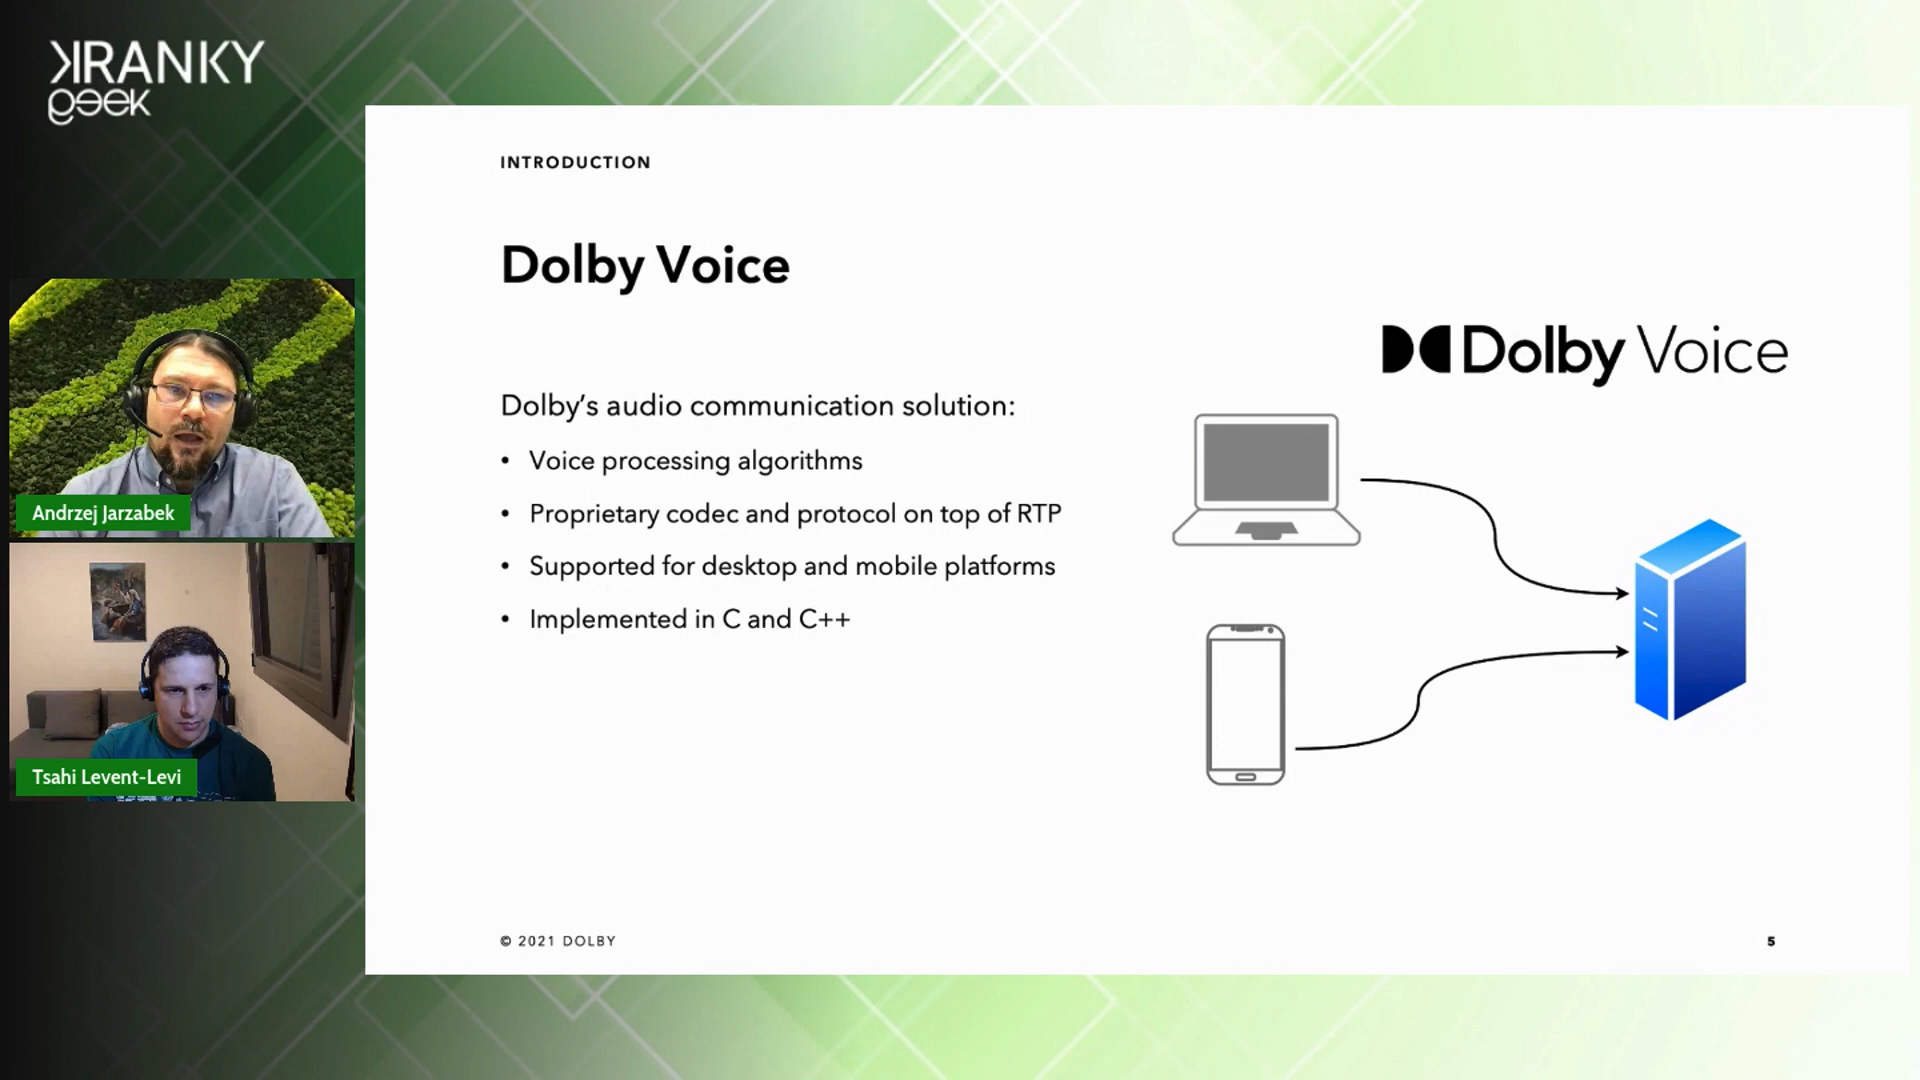 KRANKY
geek
INTRODUCTION
Dolby Voice
Dolby Voice
Dolby’s audio communication solution:
• Voice processing algorithms
• Proprietary codec and protocol on top of RTP
• Supported for desktop and mobile platforms
• Implemented in C and C++
Andrzej Jarzabek
Tsahi Levent-Levi
© 2021 DOLBY
5